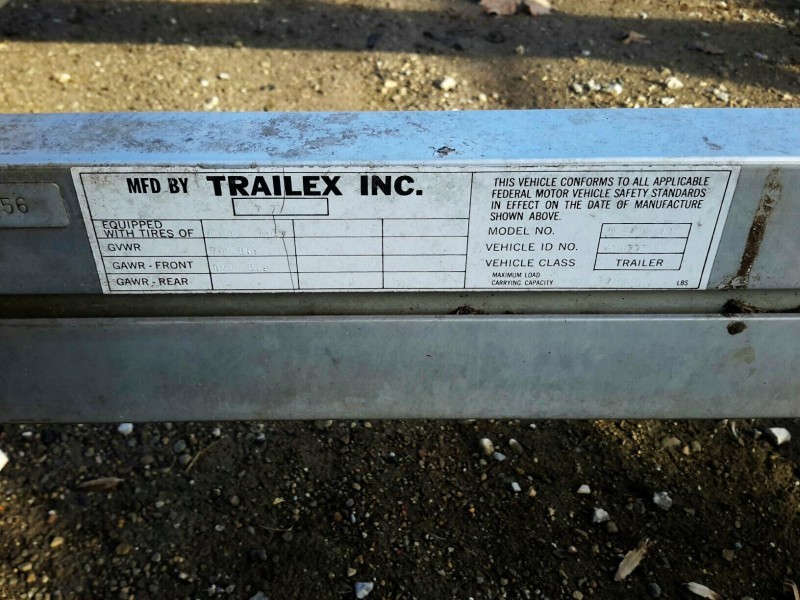 56
MFD BY TRAILEX INC.
EQUIPPED
WITH TIRES OF
GVWR
GAWR - FRONT
GAWR - REAR
THIS VEHICLE CONFORMS TO ALL APPLICABLE
FEDERAL MOTOR VEHICLE SAFETY STANDARDS
IN EFFECT ON THE DATE OF MANUFACTURE
SHOWN ABOVE.
MODEL NO.
VEHICLE ID NO.
VEHICLE CLASS TRAILER
MAXIMUM LOAD
CARRYING CAPACITY LBS